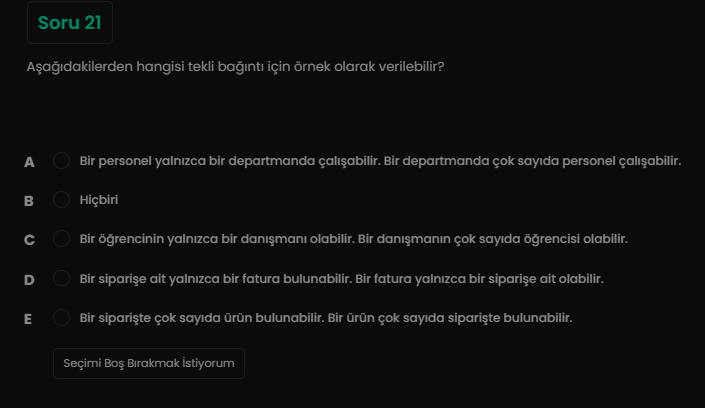 Soru 21
Aşağıdakilerden hangisi tekli bağıntı için örnek olarak verilebilir?
A Bir personel yalnızca bir departmanda çalışabilir. Bir departmanda çok sayıda personel çalışabilir.
B Hiçbiri
C Bir öğrencinin yalnızca bir danışmanı olabilir. Bir danışmanın çok sayıda öğrencisi olabilir.
D Bir siparişe ait yalnızca bir fatura bulunabilir. Bir fatura yalnızca bir siparişe ait olabilir.
E Bir siparişte çok sayıda ürün bulunabilir. Bir ürün çok sayıda siparişte bulunabilir.
Seçimi Boş Bırakmak İstiyorum